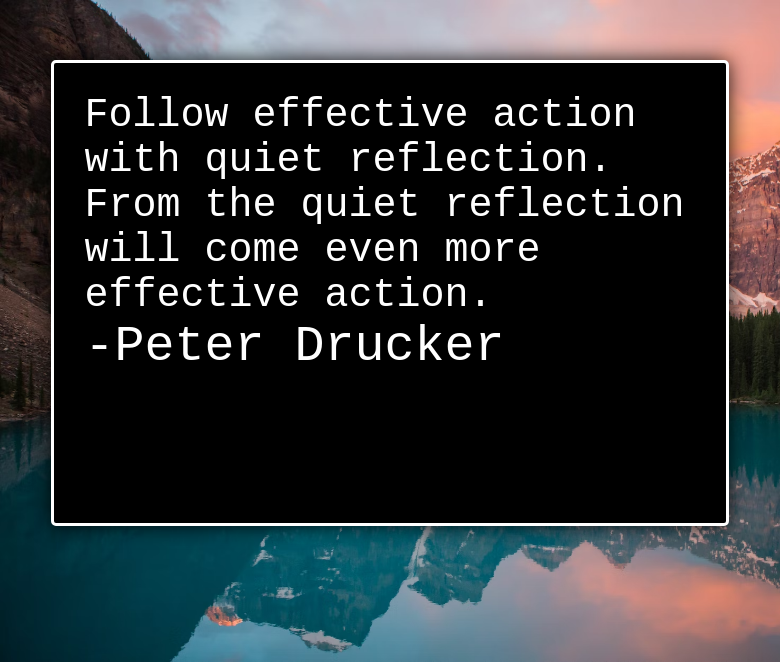 Follow effective action
with quiet reflection.
From the quiet reflection
will come even more
effective action.
-Peter Drucker